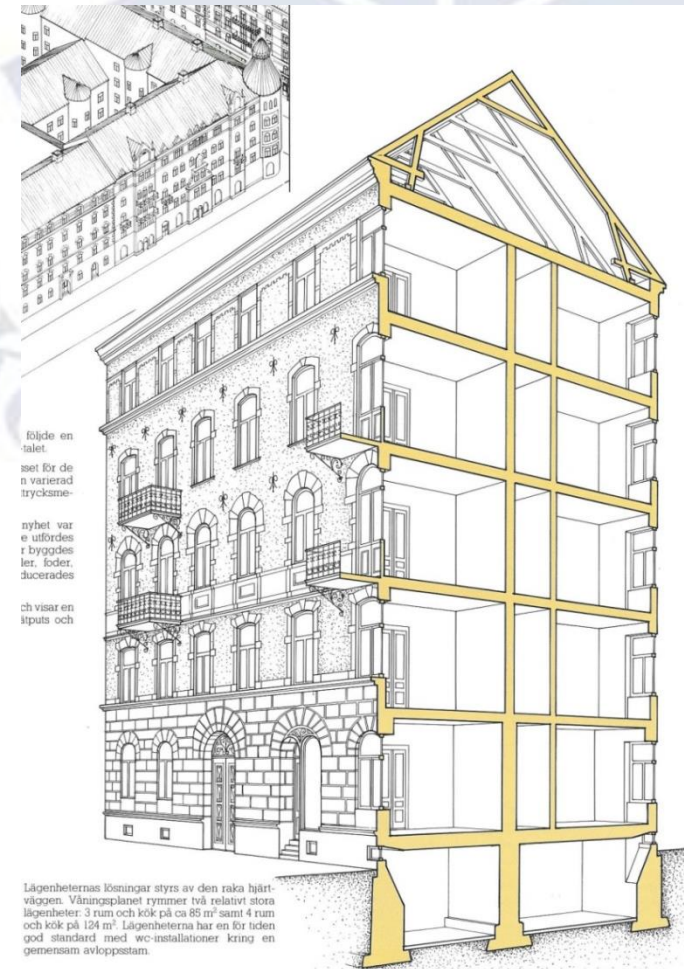 följde en
-talet.
sset för de
n varierad
trycksme-
nyhet var
e utfördes
r byggdes
ler, foder,
ducerades
ch visar en
ätputs och
Lägenheternas lösningar styrs av den raka hjärt-
väggen. Våningsplanet rymmer två relativt stora
lägenheter: 3 rum och kök på ca 85 m² samt 4 rum
och kök på 124 m². Lägenheterna har en för tiden
god standard med wc-installationer kring en
gemensam avloppsstam.